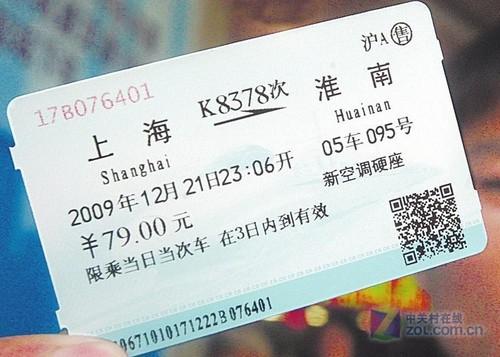 沪A 售
17B076401
上海 K8378次 淮南
Shanghai Huainan
2009年12月21日23:06开 05车095号
¥79.00元 新空调硬座
限乘当日当次车 在3日内到有效
06710101712​22B076401
中关村在线
zol.com.cn